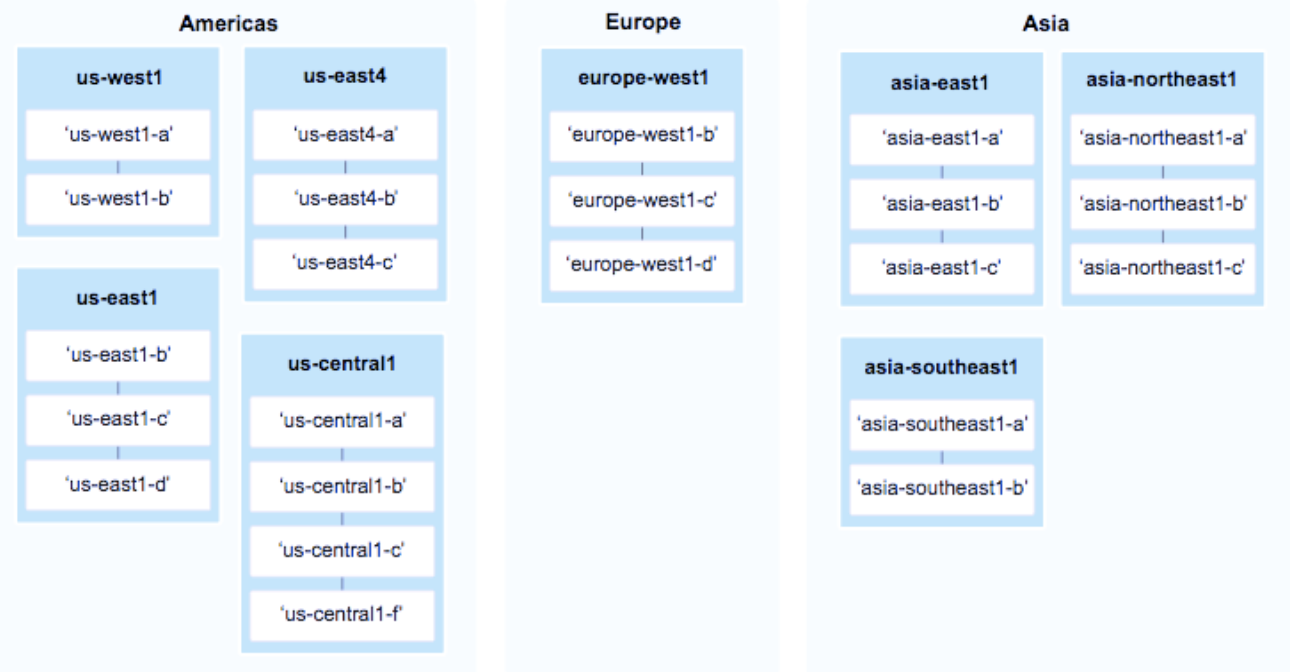 Americas
us-west1
‘us-west1-a’
‘us-west1-b’
us-east4
‘us-east4-a’
‘us-east4-b’
‘us-east4-c’
us-east1
‘us-east1-b’
‘us-east1-c’
‘us-east1-d’
us-central1
‘us-central1-a’
‘us-central1-b’
‘us-central1-c’
‘us-central1-f’
Europe
europe-west1
‘europe-west1-b’
‘europe-west1-c’
‘europe-west1-d’
Asia
asia-east1
‘asia-east1-a’
‘asia-east1-b’
‘asia-east1-c’
asia-northeast1
‘asia-northeast1-a’
‘asia-northeast1-b’
‘asia-northeast1-c’
asia-southeast1
‘asia-southeast1-a’
‘asia-southeast1-b’